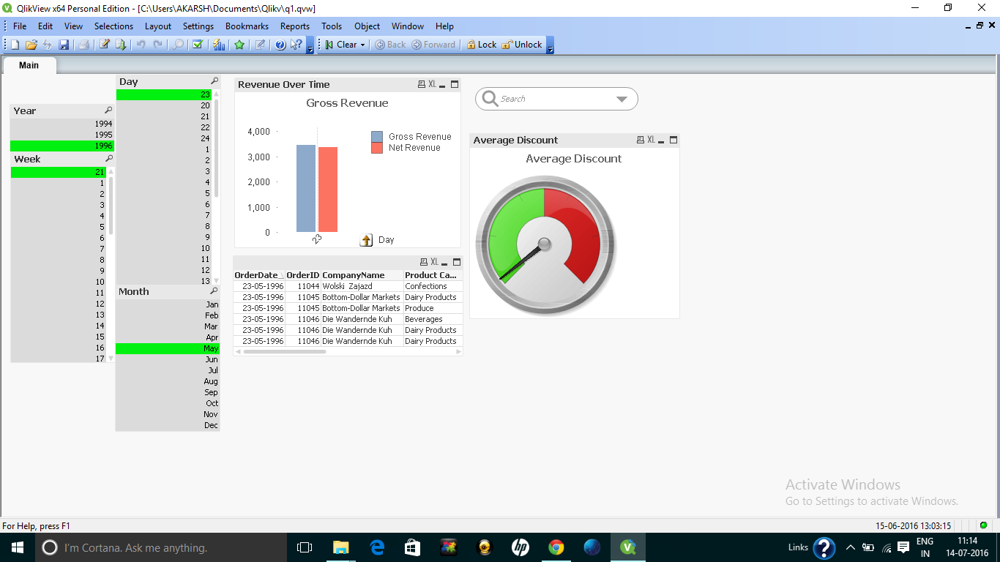 QlikView x64 Personal Edition - [C:\Users\AKARSH\Documents\Qlikv\q1.qvw]
File Edit View Selections Layout Settings Bookmarks Reports Tools Object Window Help
Clear Back Forward Lock Unlock
Main
Year
1994
1995
1996
Week
21
1
2
3
4
5
6
7
8
9
10
11
12
13
14
15
16
17
Day
23
20
21
22
24
1
2
3
4
5
6
7
8
9
10
11
12
13
Month
Jan
Feb
Mar
Apr
May
Jun
Jul
Aug
Sep
Oct
Nov
Dec
Revenue Over Time XL
Gross Revenue
4,000
3,000
2,000
1,000
0
23
Gross Revenue
Net Revenue
Day
XL
OrderDate OrderID CompanyName Product Ca...
23-05-1996 11044 Wolski Zajazd Confections
23-05-1996 11045 Bottom-Dollar Markets Dairy Products
23-05-1996 11045 Bottom-Dollar Markets Produce
23-05-1996 11046 Die Wandernde Kuh Beverages
23-05-1996 11046 Die Wandernde Kuh Dairy Products
23-05-1996 11046 Die Wandernde Kuh Dairy Products
Search
Average Discount XL
Average Discount
Activate Windows
Go to Settings to activate Windows.
For Help, press F1
15-06-2016 13:03:15
I'm Cortana. Ask me anything.
hp
Links
ENG
IN
11:14
14-07-2016